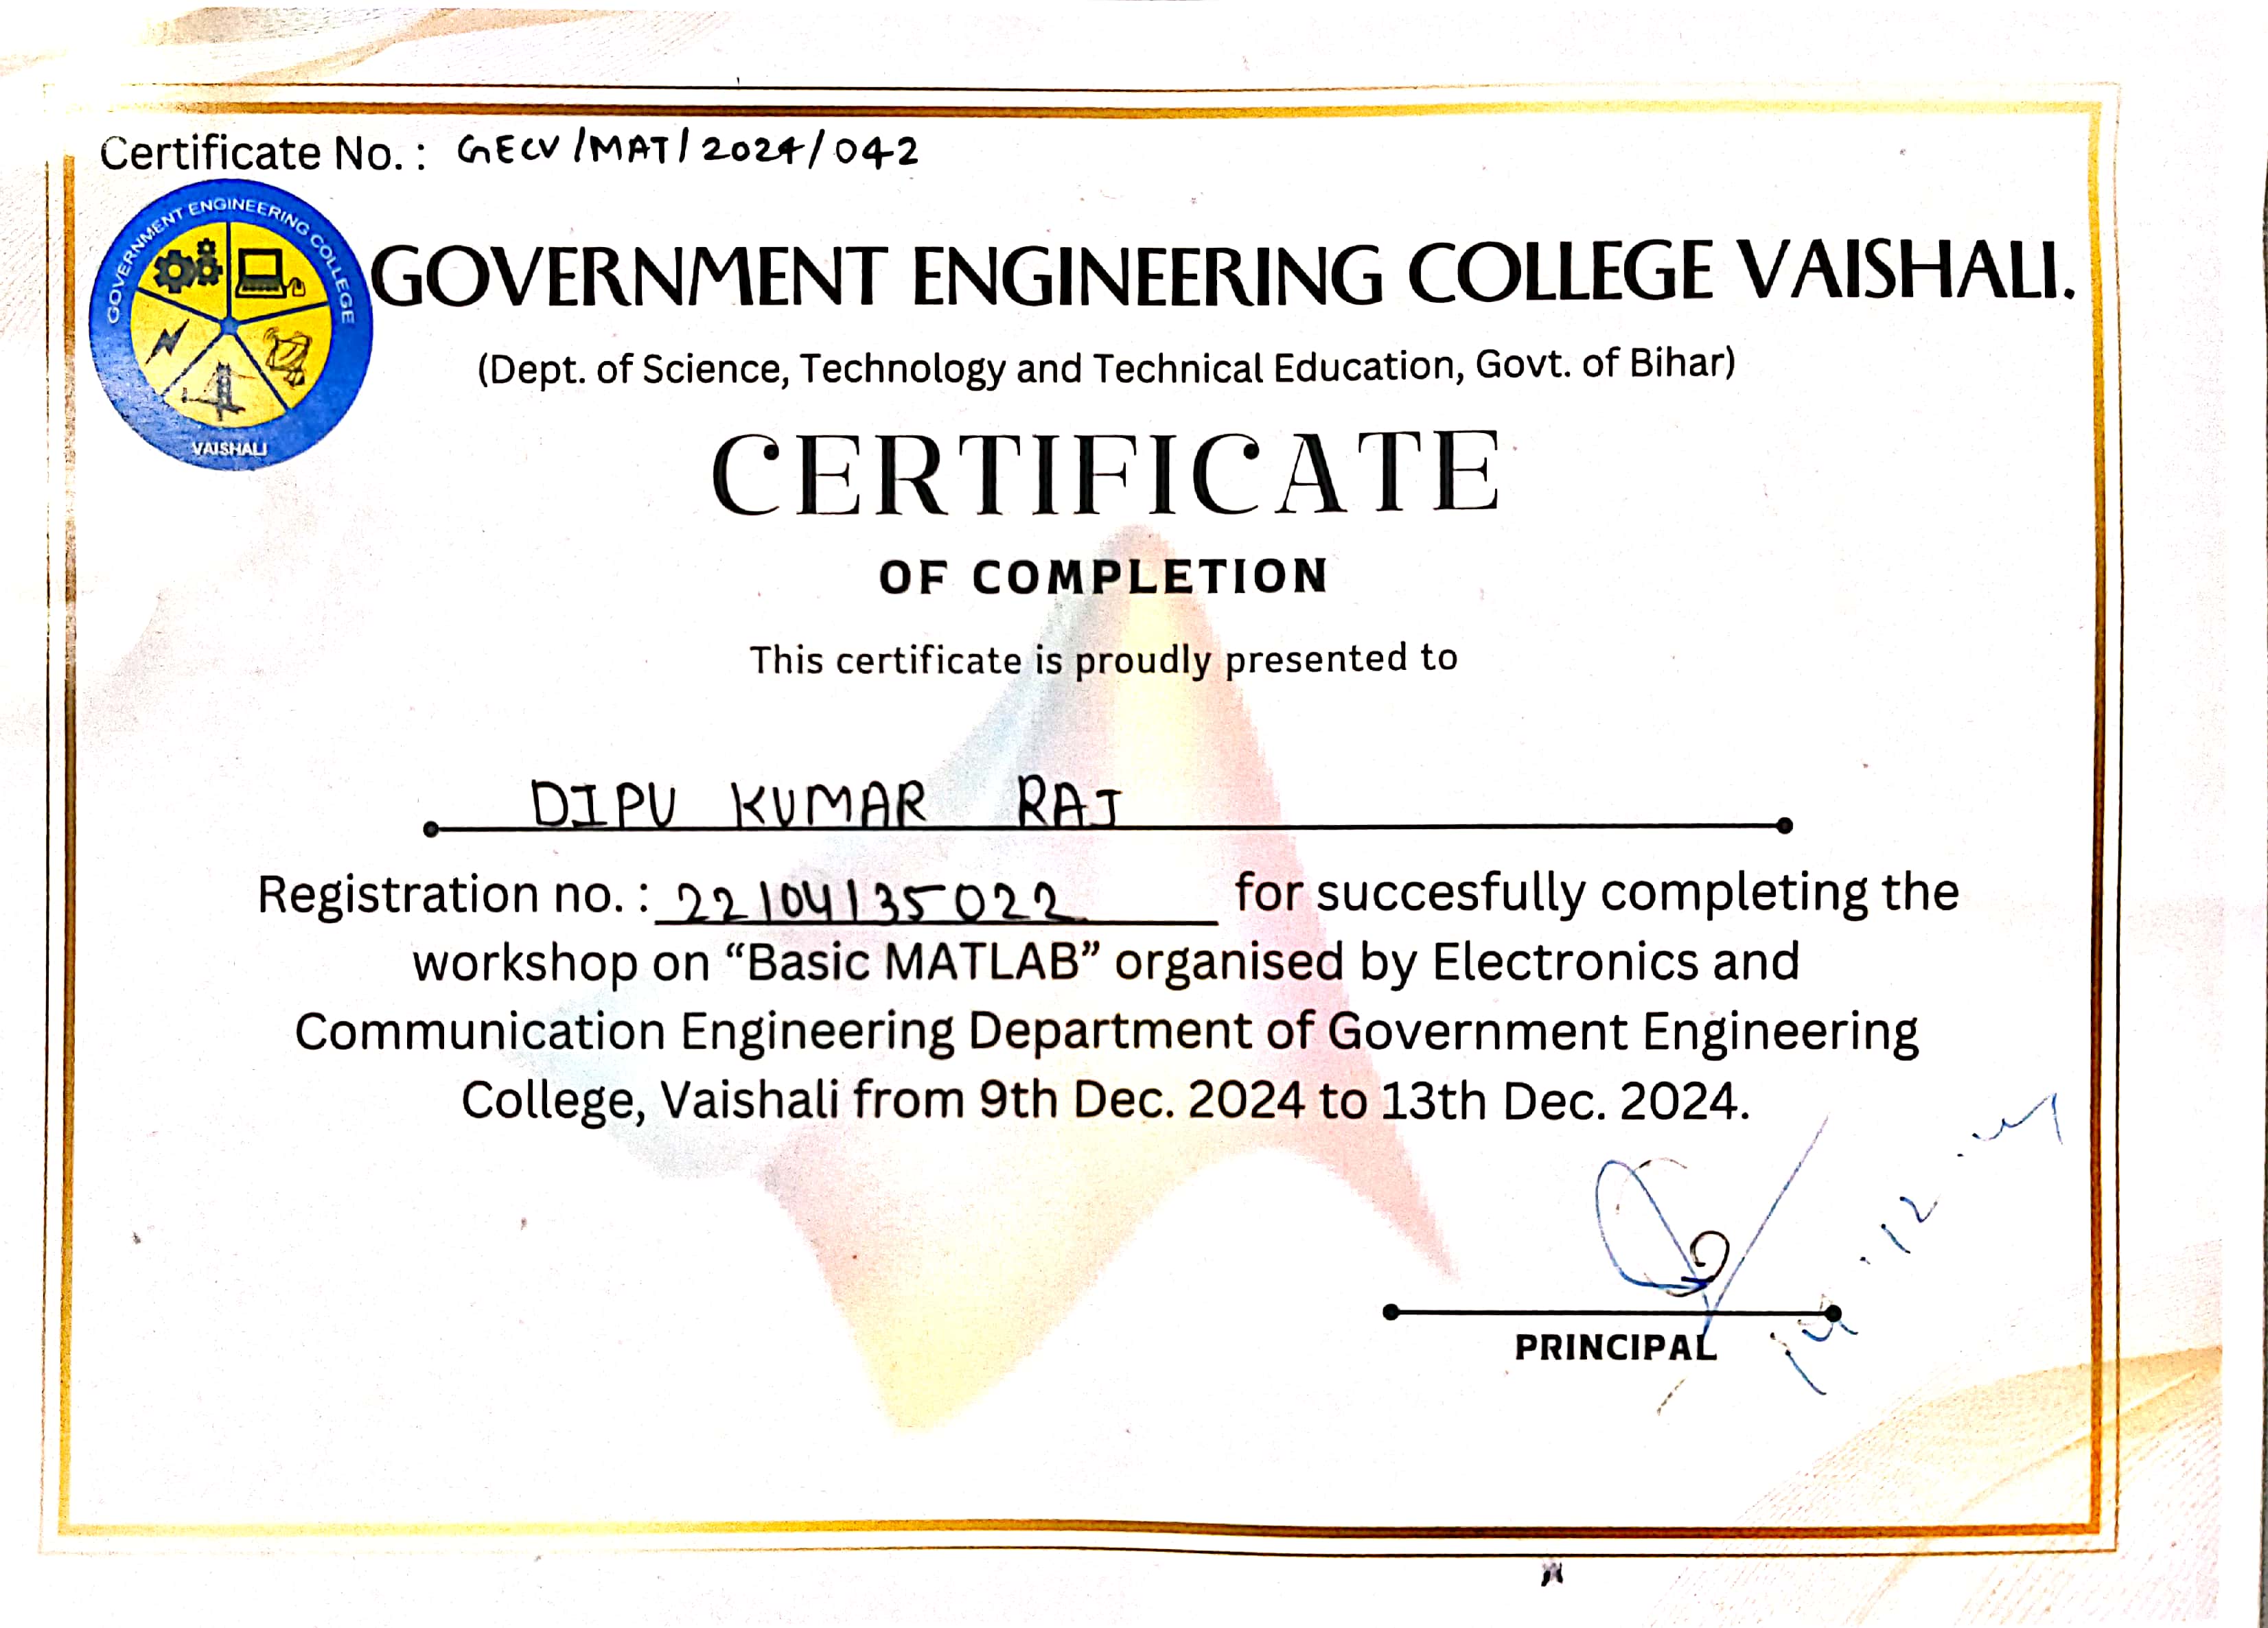 Certificate No. : GECV/MAT/2024/042
GOVERNMENT ENGINEERING COLLEGE
VAISHALI
GOVERNMENT ENGINEERING COLLEGE VAISHALI.
(Dept. of Science, Technology and Technical Education, Govt. of Bihar)
CERTIFICATE
OF COMPLETION
This certificate is proudly presented to
DIPU KUMAR RAJ
Registration no. : 22104135022 for succesfully completing the
workshop on “Basic MATLAB” organised by Electronics and
Communication Engineering Department of Government Engineering
College, Vaishali from 9th Dec. 2024 to 13th Dec. 2024.
PRINCIPAL